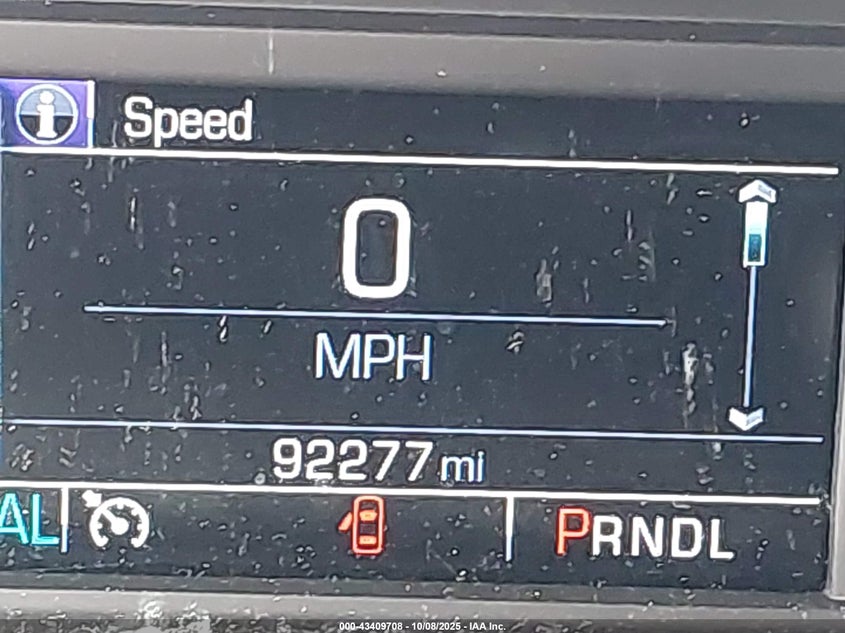 Speed
0
MPH
92277 mi
AL
PRNDL
000-43409708 - 10/08/2025 - IAA Inc.